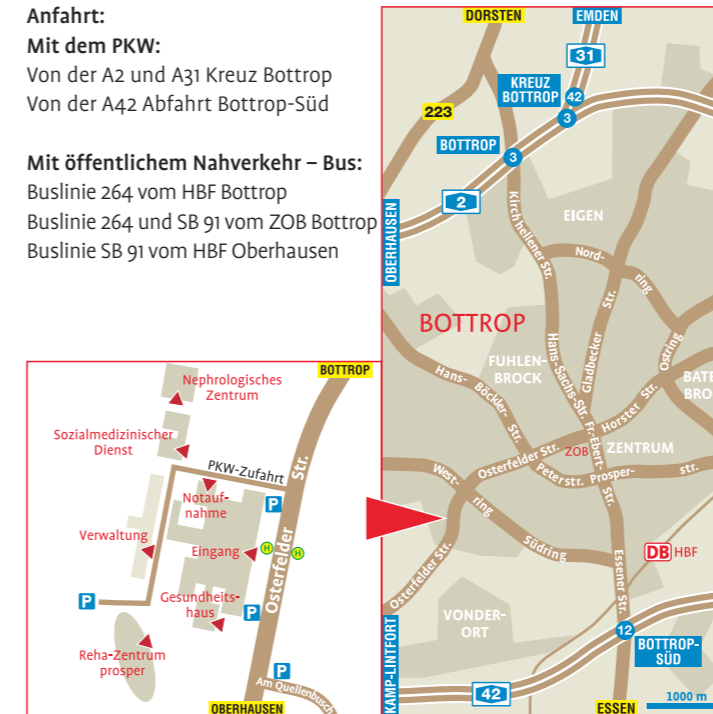 Anfahrt:
Mit dem PKW:
Von der A2 und A31 Kreuz Bottrop
Von der A42 Abfahrt Bottrop-Süd
Mit öffentlichem Nahverkehr – Bus:
Buslinie 264 vom HBF Bottrop
Buslinie 264 und SB 91 vom ZOB Bottrop
Buslinie SB 91 vom HBF Oberhausen
BOTTROP
Nephrologisches
Zentrum
Sozialmedizinischer
Dienst
PKW-Zufahrt
P
Notauf-
nahme
Verwaltung
Eingang
H
H
Osterfelder Str.
Gesundheits-
haus
P
P
Reha-Zentrum
prosper
P
Am Quellenbusch
OBERHAUSEN
DORSTEN
EMDEN
31
KREUZ
BOTTROP
42
3
223
BOTTROP
3
2
OBERHAUSEN
Kirchhellener Str.
EIGEN
Nord-
ring
BOTTROP
Gladbecker Str.
Ostring
FUHLEN-
BROCK
Hans-Sachs-Str.
Hans-
Böckler-
Str.
BATE
BRO
Horster Str.
Fr.-Ebert-
Str.
ZENTRUM
ZOB
Osterfelder Str.
Peterstr.
Prosper-
str.
West-
ring
Südring
DB
HBF
Essener Str.
Osterfelder Str.
VONDER-
ORT
12
BOTTROP-
SÜD
KAMP-LINTFORT
42
ESSEN
1000 m